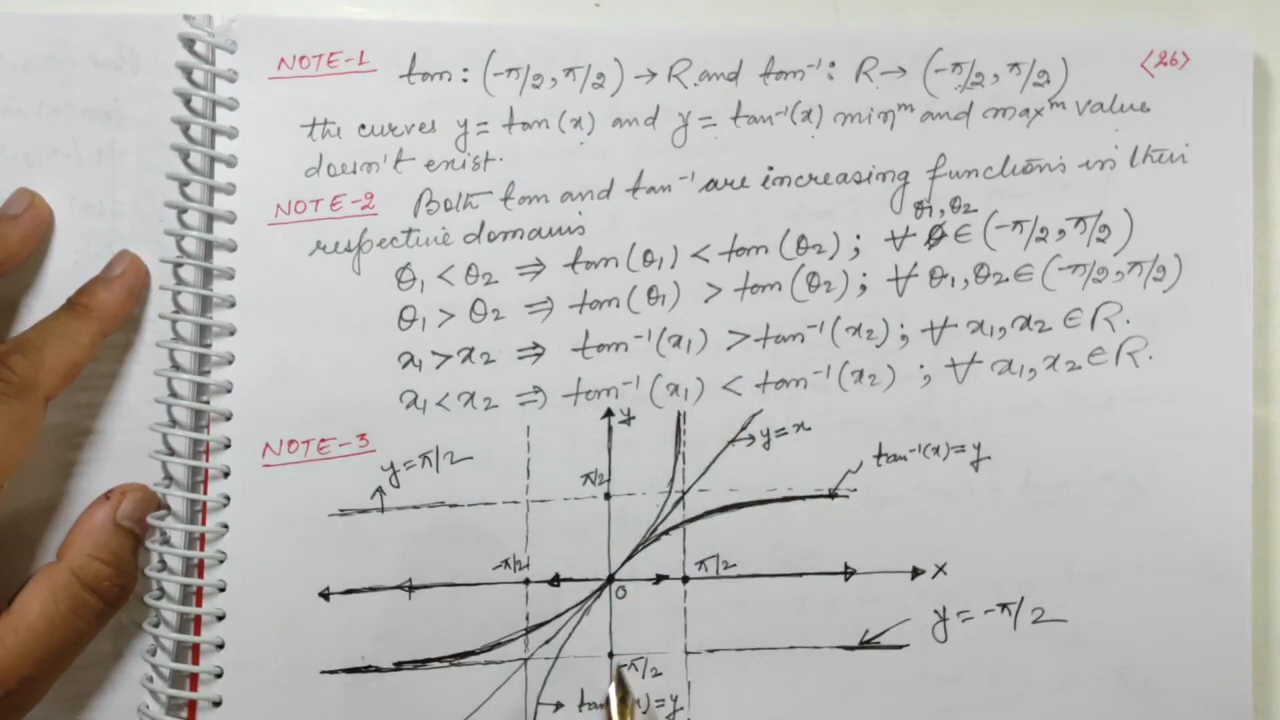 NOTE-1 tan: (-π/2, π/2) → R and tan⁻¹: R → (-π/2, π/2) <26>
the curves y = tan(x) and y = tan⁻¹(x) minᵐ and maxᵐ value
doesn't exist.
NOTE-2 Both tan and tan⁻¹ are increasing functions in their
respective domains
θ1, θ2
θ1 < θ2 ⇒ tan(θ1) < tan(θ2); ∀ ∈ (-π/2, π/2)
θ1 > θ2 ⇒ tan(θ1) > tan(θ2); ∀ θ1, θ2 ∈ (-π/2, π/2)
x1 > x2 ⇒ tan⁻¹(x1) > tan⁻¹(x2); ∀ x1, x2 ∈ R.
x1 < x2 ⇒ tan⁻¹(x1) < tan⁻¹(x2); ∀ x1, x2 ∈ R.
NOTE-3
y
y = x
y = π/2
tan⁻¹(x) = y
π/2
-π/2
π/2
x
O
y = -π/2
-π/2
=y